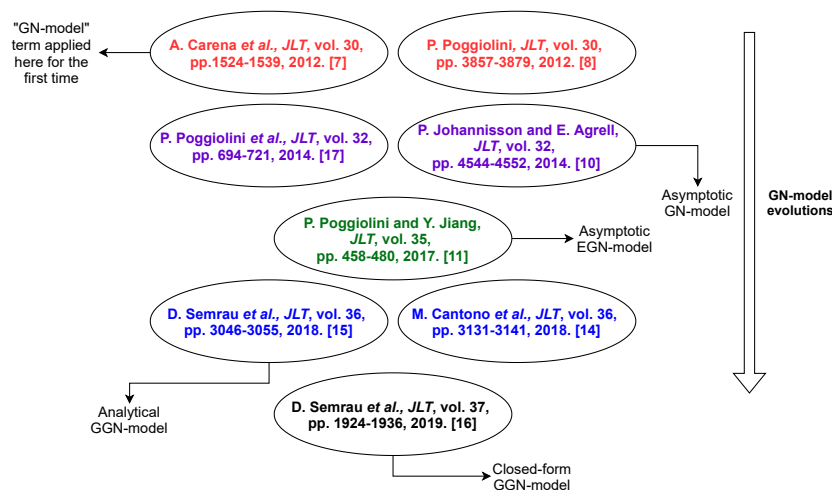 "GN-model"
term applied
here for the
first time
A. Carena et al., JLT, vol. 30,
pp.1524-1539, 2012. [7]
P. Poggiolini, JLT, vol. 30,
pp. 3857-3879, 2012. [8]
P. Poggiolini et al., JLT, vol. 32,
pp. 694-721, 2014. [17]
P. Johannisson and E. Agrell,
JLT, vol. 32,
pp. 4544-4552, 2014. [10]
Asymptotic
GN-model
GN-model
evolutions
P. Poggiolini and Y. Jiang,
JLT, vol. 35,
pp. 458-480, 2017. [11]
Asymptotic
EGN-model
D. Semrau et al., JLT, vol. 36,
pp. 3046-3055, 2018. [15]
M. Cantono et al., JLT, vol. 36,
pp. 3131-3141, 2018. [14]
Analytical
GGN-model
D. Semrau et al., JLT, vol. 37,
pp. 1924-1936, 2019. [16]
Closed-form
GGN-model